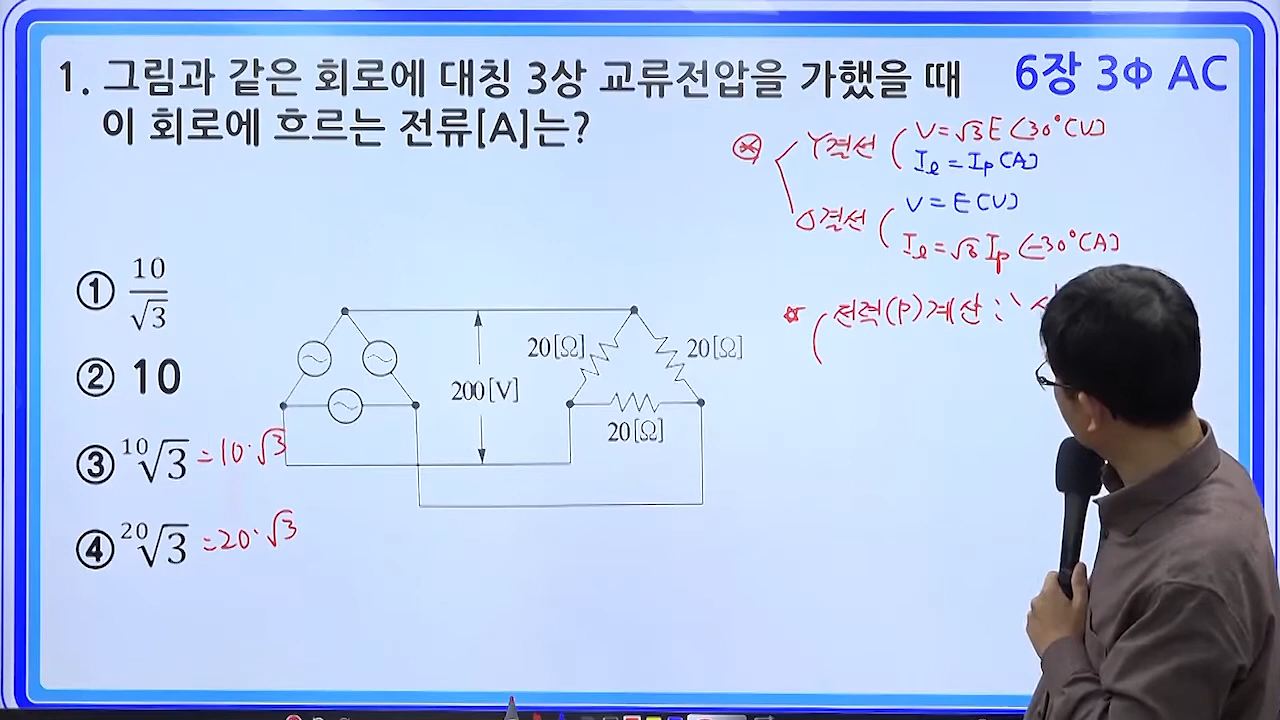 1. 그림과 같은 회로에 대칭 3상 교류전압을 가했을 때
이 회로에 흐르는 전류[A]는?
6장 3Φ AC
Y결선 ( V=√3E∠30°[V]
Iℓ=Ip[A]
Δ결선 ( V=E[V]
Iℓ=√3Ip∠-30°[A]
전력(P)계산 :
① 10/√3
② 10
③ ¹⁰√3 = 10·√3
④ ²⁰√3 = 20·√3
200[V]
20[Ω]
20[Ω]
20[Ω]